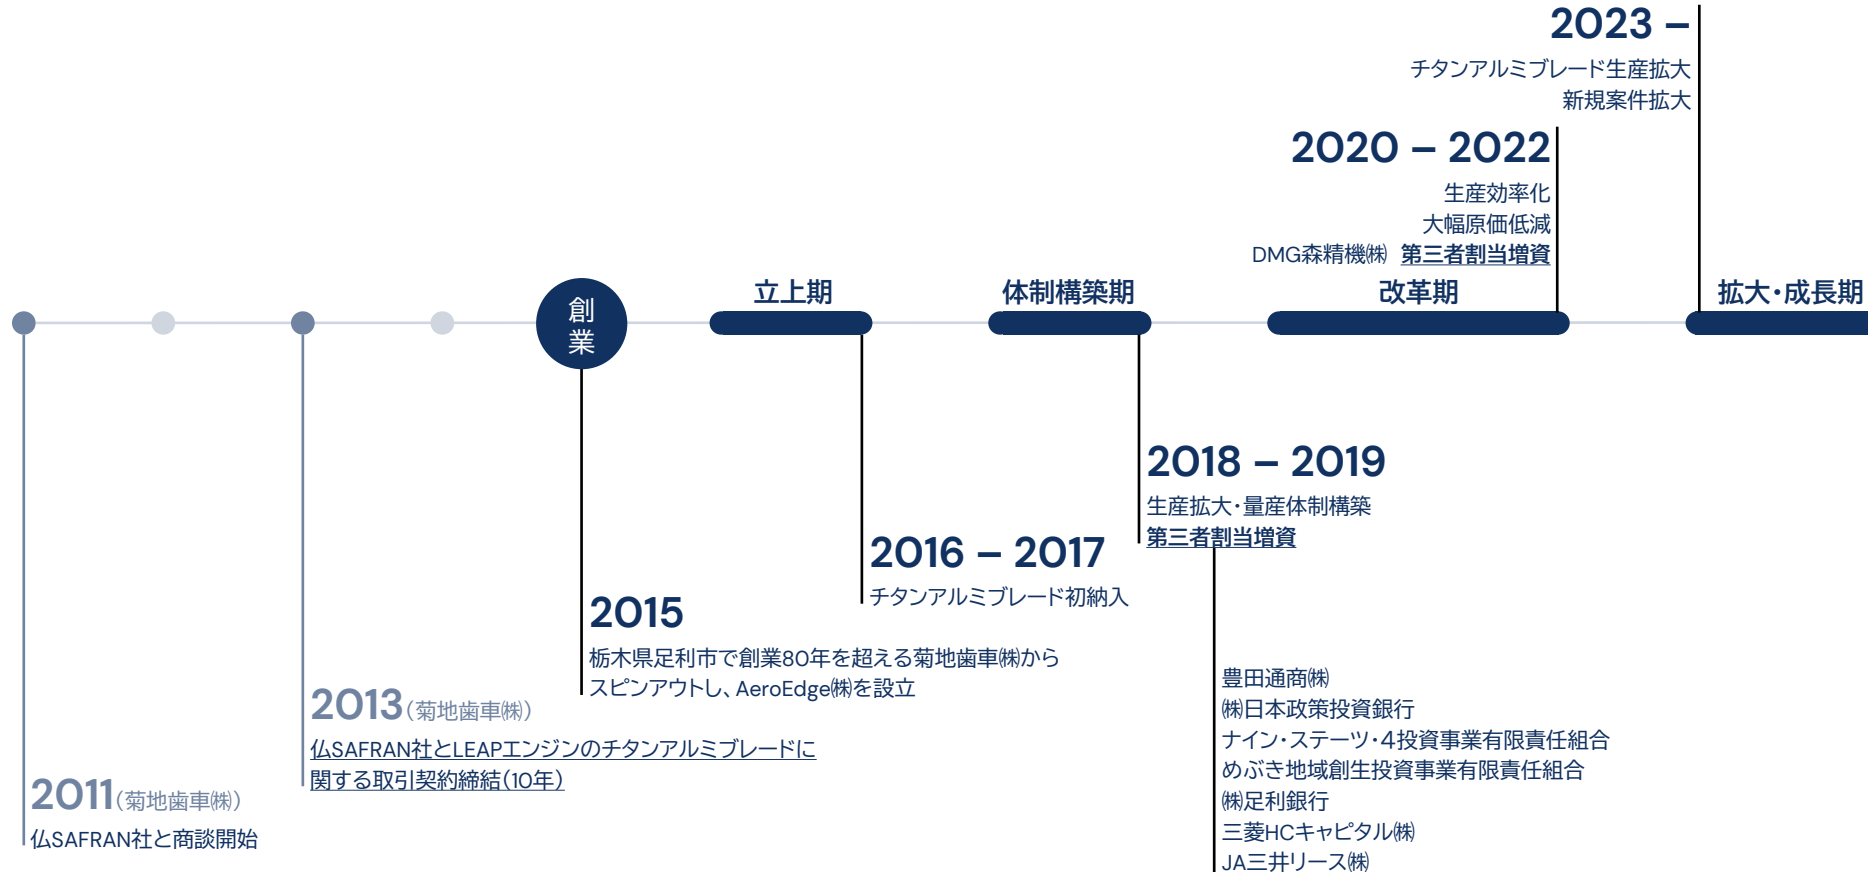 2023 –
チタンアルミブレード生産拡大
新規案件拡大
2020 – 2022
生産効率化
大幅原価低減
DMG森精機㈱ 第三者割当増資
創
業
立上期
体制構築期
改革期
拡大・成長期
2018 – 2019
生産拡大・量産体制構築
第三者割当増資
2016 – 2017
チタンアルミブレード初納入
2015
栃木県足利市で創業80年を超える菊地歯車㈱から
スピンアウトし、AeroEdge㈱を設立
2013（菊地歯車㈱）
仏SAFRAN社とLEAPエンジンのチタンアルミブレードに
関する取引契約締結（10年）
2011（菊地歯車㈱）
仏SAFRAN社と商談開始
豊田通商㈱
㈱日本政策投資銀行
ナイン・ステーツ・4投資事業有限責任組合
めぶき地域創生投資事業有限責任組合
㈱足利銀行
三菱HCキャピタル㈱
JA三井リース㈱